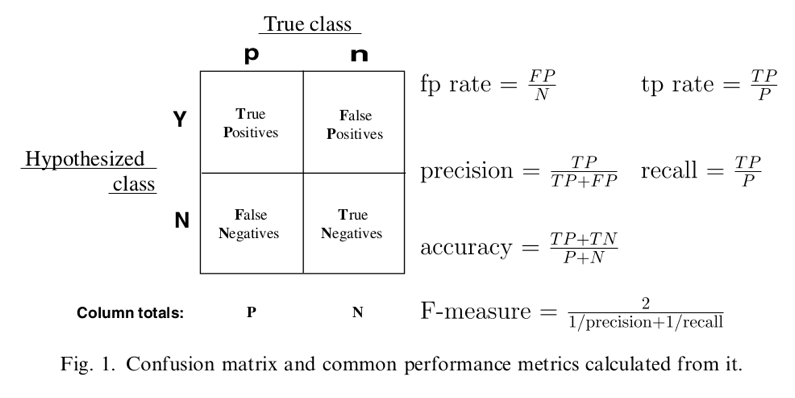 True class
p n
Y
True
Positives
False
Positives
Hypothesized
class
N
False
Negatives
True
Negatives
Column totals: P N
fp rate = FP/N tp rate = TP/P
precision = TP/TP+FP recall = TP/P
accuracy = TP+TN/P+N
F-measure = 2/1/precision+1/recall
Fig. 1. Confusion matrix and common performance metrics calculated from it.